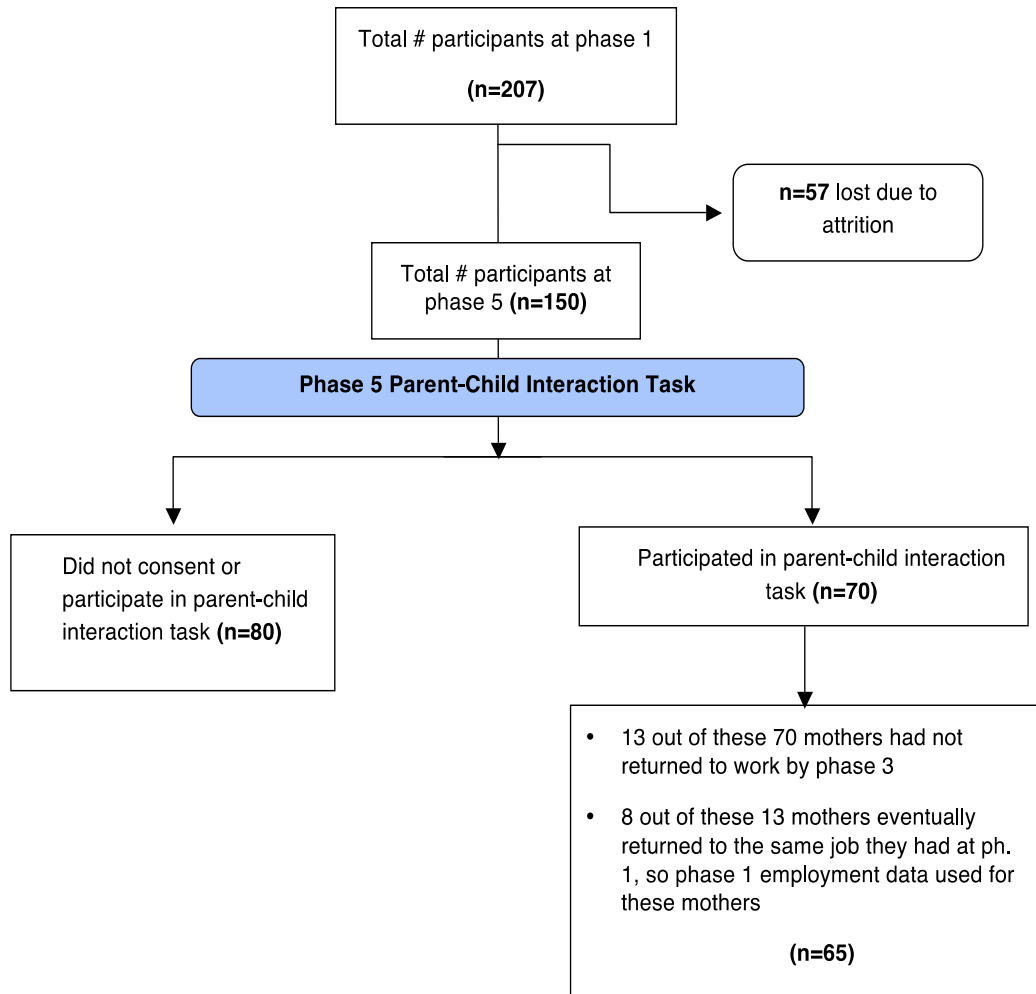 Total # participants at phase 1
(n=207)
n=57 lost due to
attrition
Total # participants at
phase 5 (n=150)
Phase 5 Parent-Child Interaction Task
Did not consent or
participate in parent-child
interaction task (n=80)
Participated in parent-child interaction
task (n=70)
• 13 out of these 70 mothers had not
returned to work by phase 3
• 8 out of these 13 mothers eventually
returned to the same job they had at ph.
1, so phase 1 employment data used for
these mothers
(n=65)